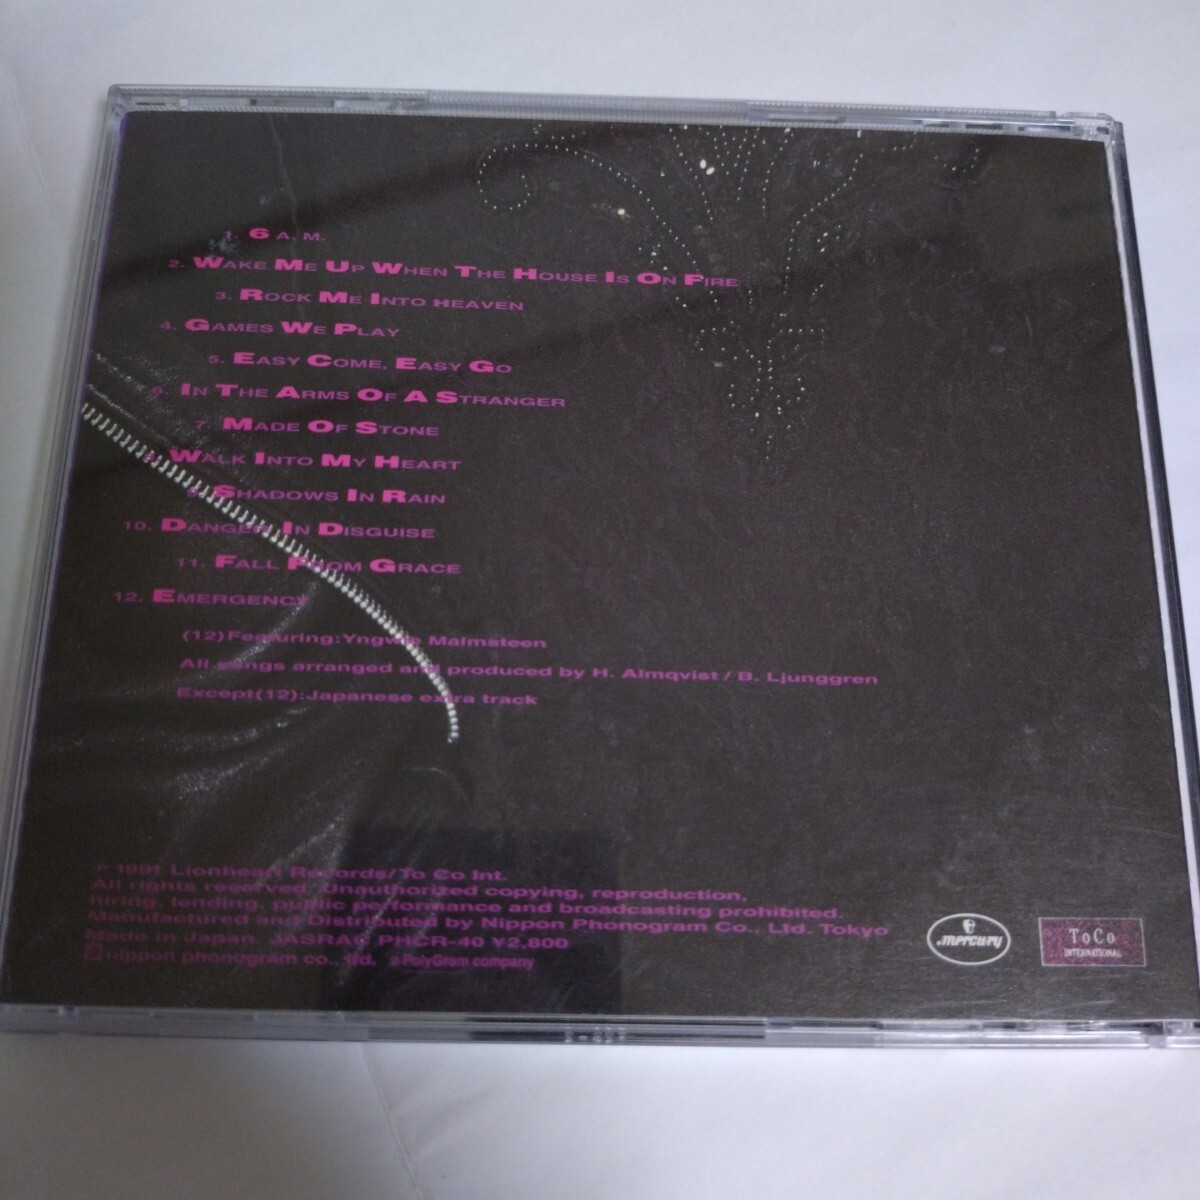 1. 6 A. M.
2. WAKE ME UP WHEN THE HOUSE IS ON FIRE
3. ROCK ME INTO HEAVEN
4. GAMES WE PLAY
5. EASY COME, EASY GO
6. IN THE ARMS OF A STRANGER
7. MADE OF STONE
8. WALK INTO MY HEART
9. SHADOWS IN RAIN
10. DANGER IN DISGUISE
11. FALL FROM GRACE
12. EMERGENCY
(12)Featuring:Yngwie Malmsteen
All songs arranged and produced by H. Almqvist / B. Ljunggren
Except(12):Japanese extra track
℗ 1991 Lionheart Records/To Co Int.
All rights reserved. Unauthorized copying, reproduction,
hiring, lending, public performance and broadcasting prohibited.
Manufactured and Distributed by Nippon Phonogram Co., Ltd. Tokyo
Made in Japan. JASRAC PHCR-40 ¥2,800
nippon phonogram co., ltd. a PolyGram company
mercury
ToCo
INTERNATIONAL